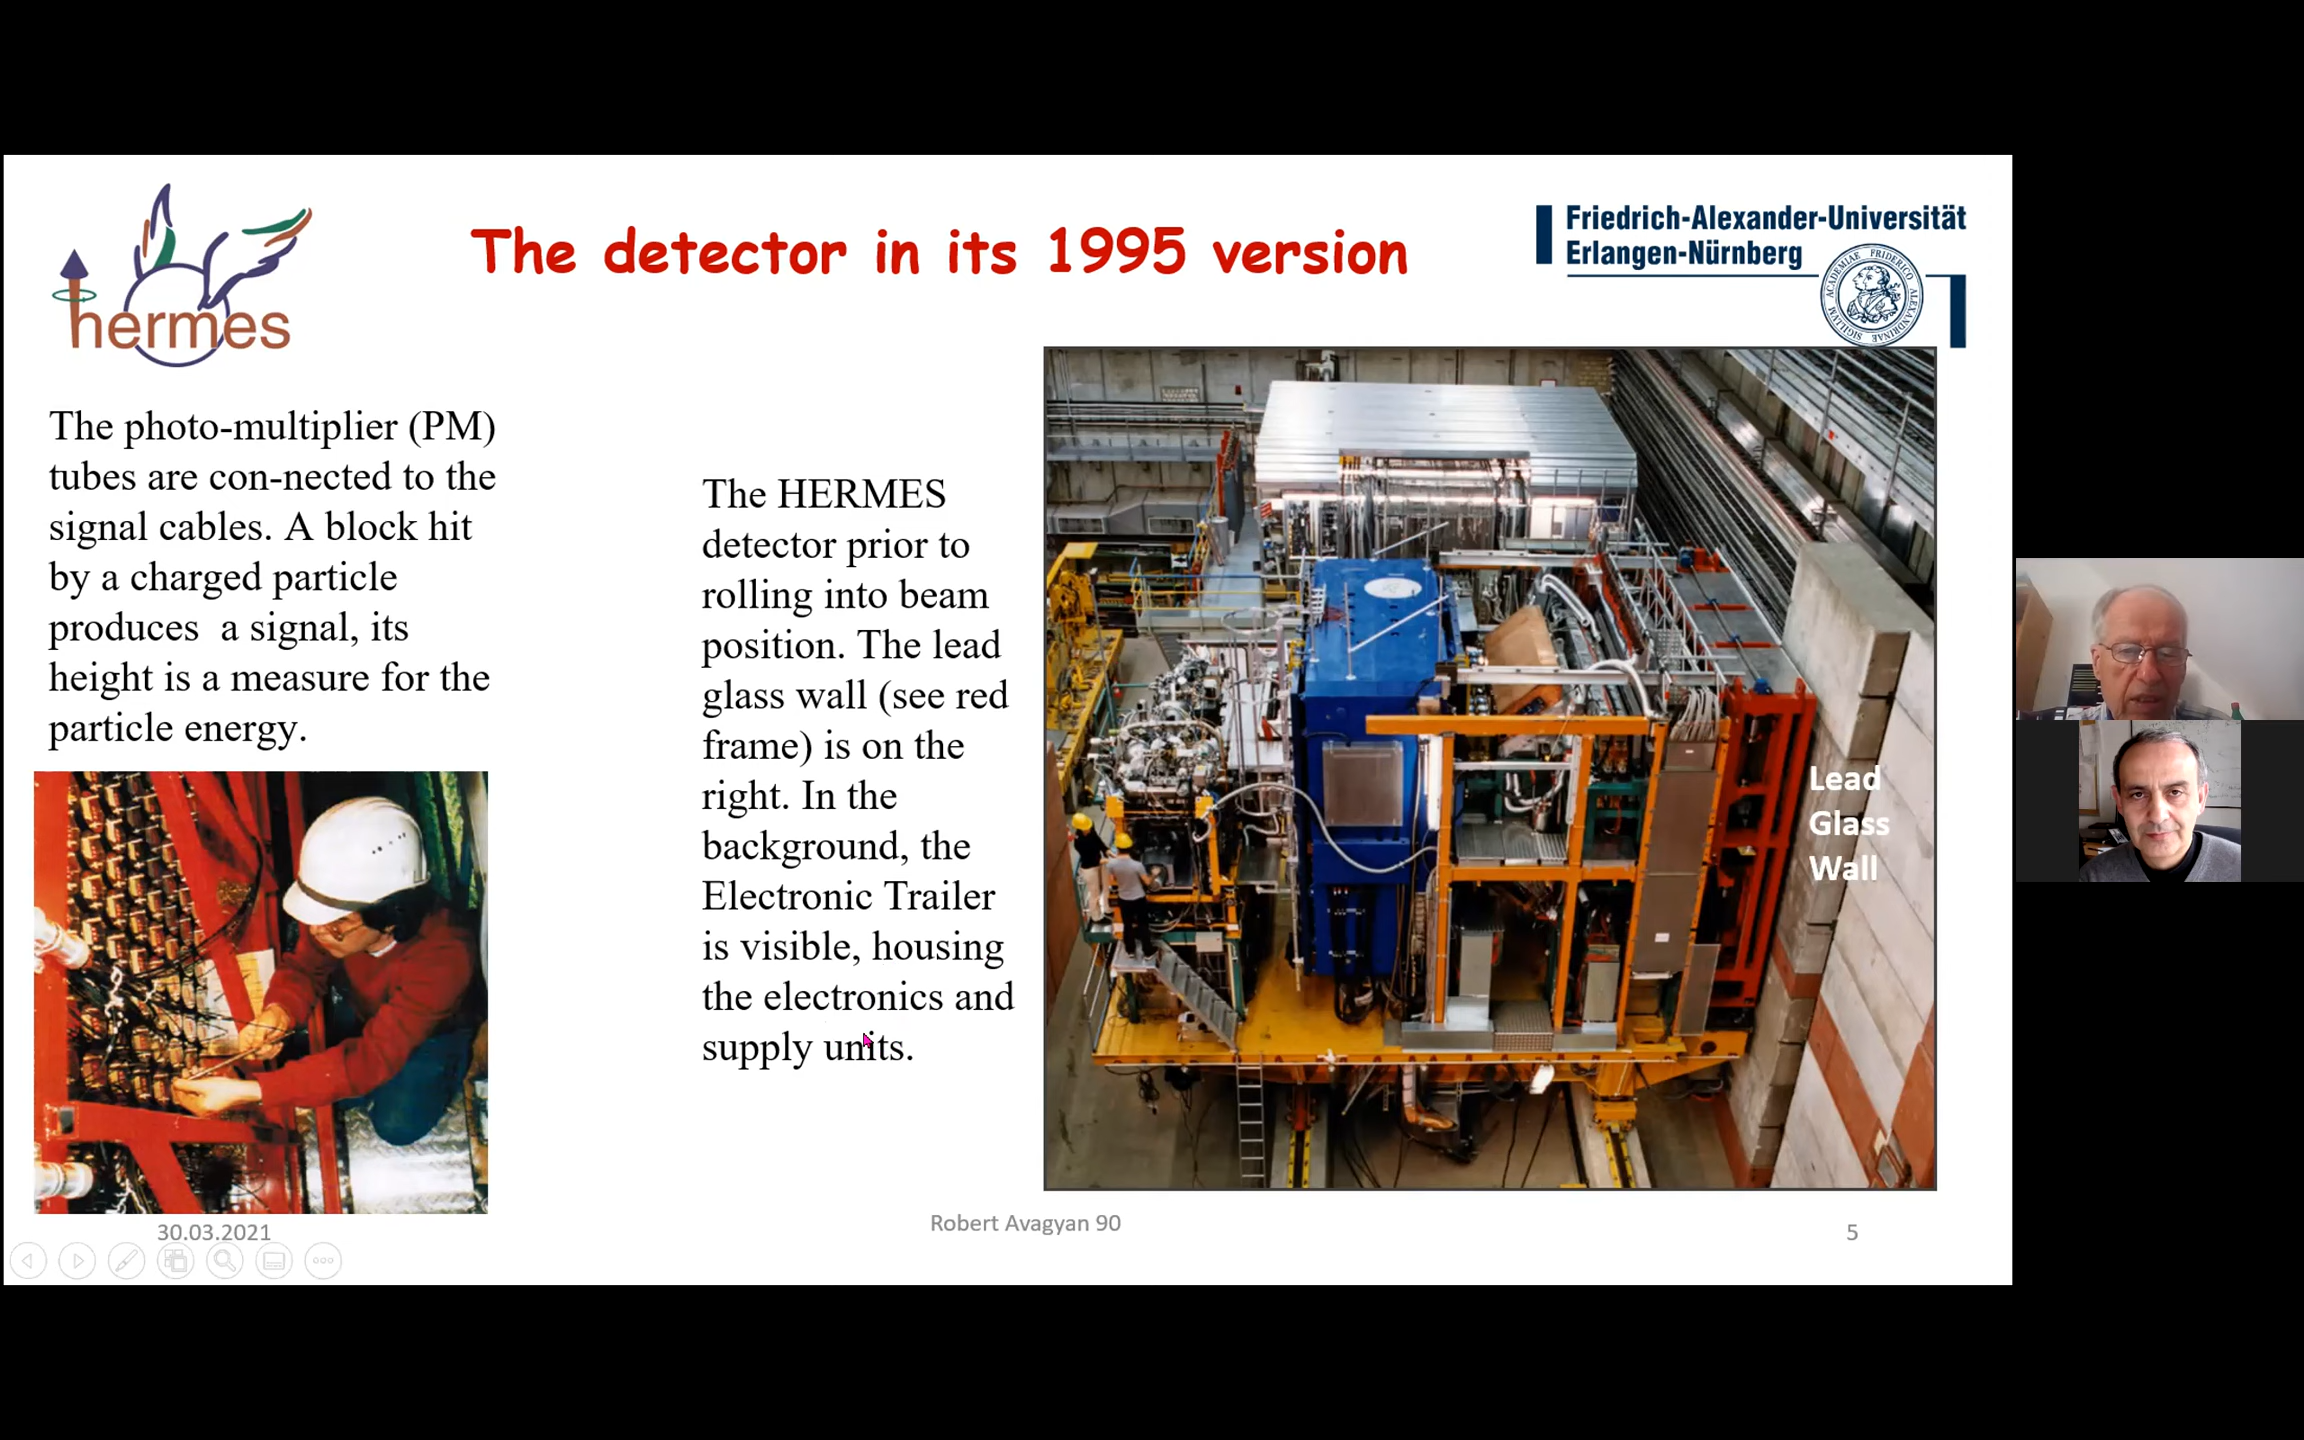 hermes
The detector in its 1995 version
Friedrich-Alexander-Universität
Erlangen-Nürnberg
ACADEMIAE FRIDERICO ALEXANDRINAE SIGILLVM
The photo-multiplier (PM)
tubes are con-nected to the
signal cables. A block hit
by a charged particle
produces  a signal, its
height is a measure for the
particle energy.
The HERMES
detector prior to
rolling into beam
position. The lead
glass wall (see red
frame) is on the
right. In the
background, the
Electronic Trailer
is visible, housing
the electronics and
supply units.
Lead
Glass
Wall
30.03.2021
Robert Avagyan 90
5